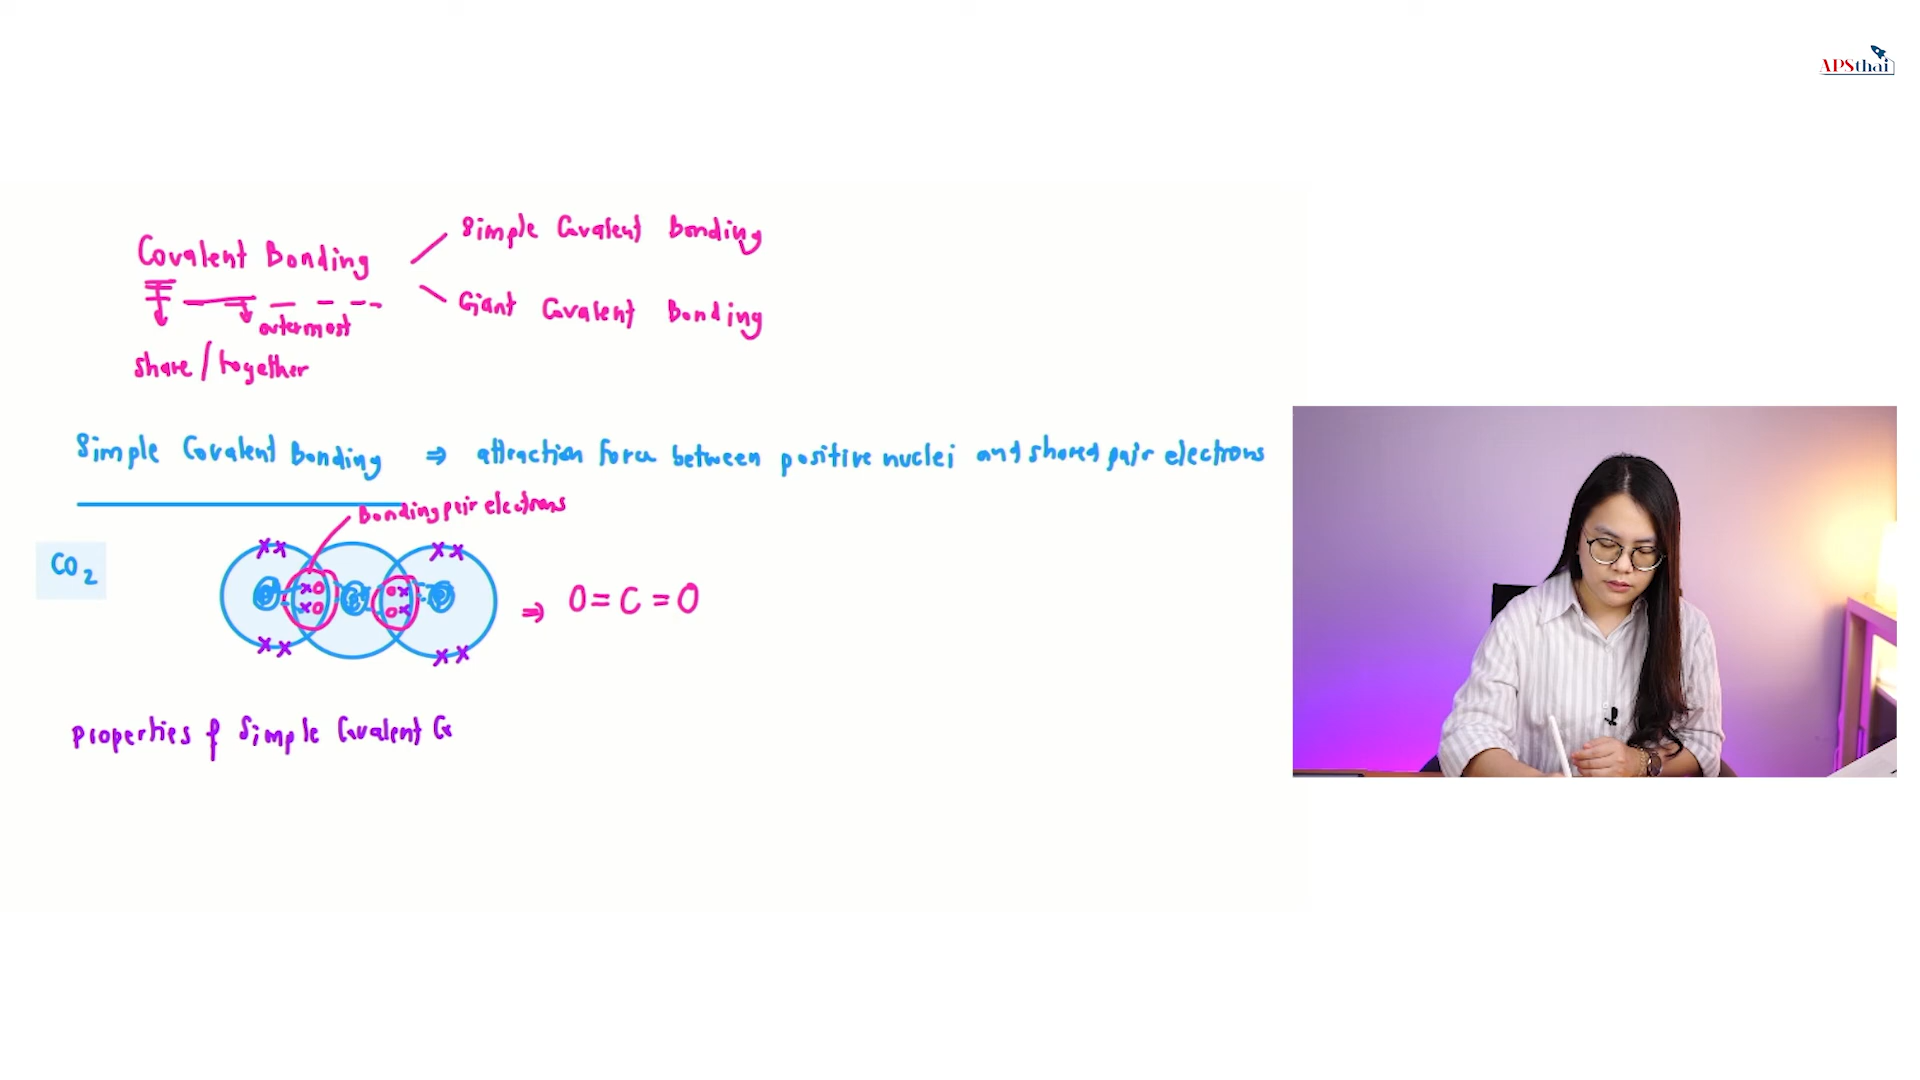 APSthai
Covalent Bonding
Simple Covalent Bonding
Giant Covalent Bonding
outermost
share / together
Simple Covalent Bonding ⇒ attraction force between positive nuclei and shared pair electrons
Bonding pair electrons
CO2
⇒ O=C=O
Properties of Simple Covalent Co